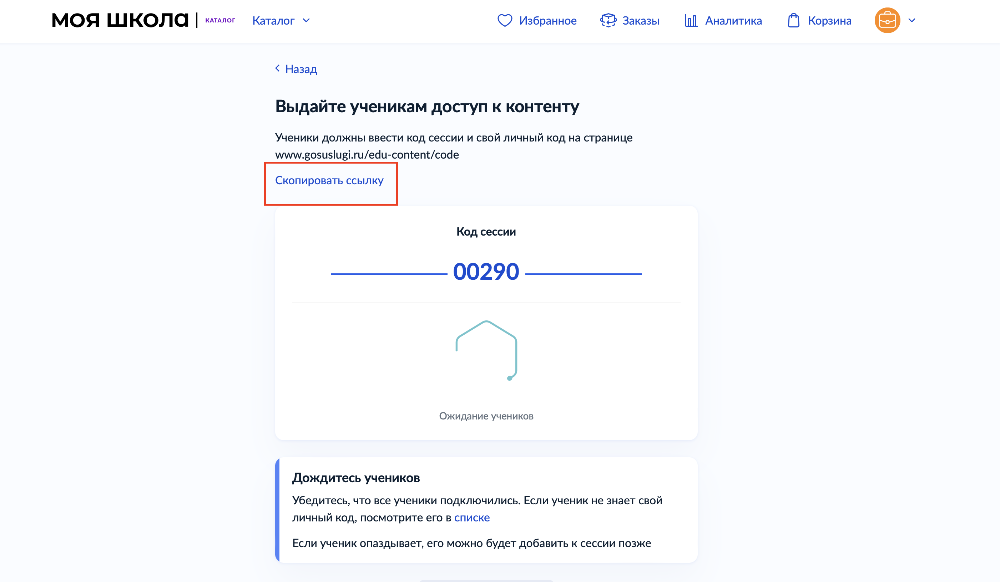 моя школа | КАТАЛОГ Каталог Избранное Заказы Аналитика Корзина
Назад
Выдайте ученикам доступ к контенту
Ученики должны ввести код сессии и свой личный код на странице
www.gosuslugi.ru/edu-content/code
Скопировать ссылку
Код сессии
00290
Ожидание учеников
Дождитесь учеников
Убедитесь, что все ученики подключились. Если ученик не знает свой
личный код, посмотрите его в списке
Если ученик опаздывает, его можно будет добавить к сессии позже